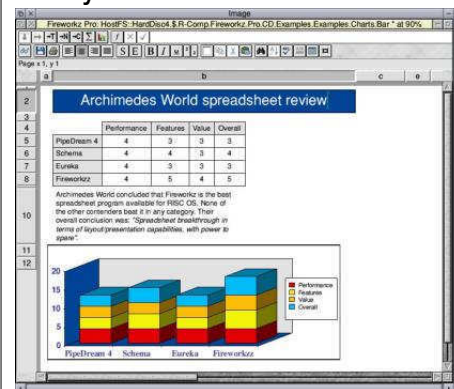 Image
Fireworkz Pro: HostFS::HardDisc4.$.R-Comp.Fireworkz.Pro.CD.Examples.Examples.Charts.Bar * at 90%
Page x 1, y 1
a b c
2 Archimedes World spreadsheet review
3
4 Performance Features Value Overall
5 PipeDream 4 4 3 3 3
6 Schema 4 4 3 4
7 Eureka 4 3 3 3
8 Fireworkzz 4 5 4 5
Archimedes World concluded that Fireworkz is the best
spreadsheet program available for RISC OS. None of
the other contenders beat it in any category. Their
10 overall conclusion was: "Spreadsheet breakthrough in
terms of layout/presentation capabilities, with power to
spare".
11
12
20
15
10
5
0
Performance
Features
Value
Overall
PipeDream 4 Schema Eureka Fireworkzz